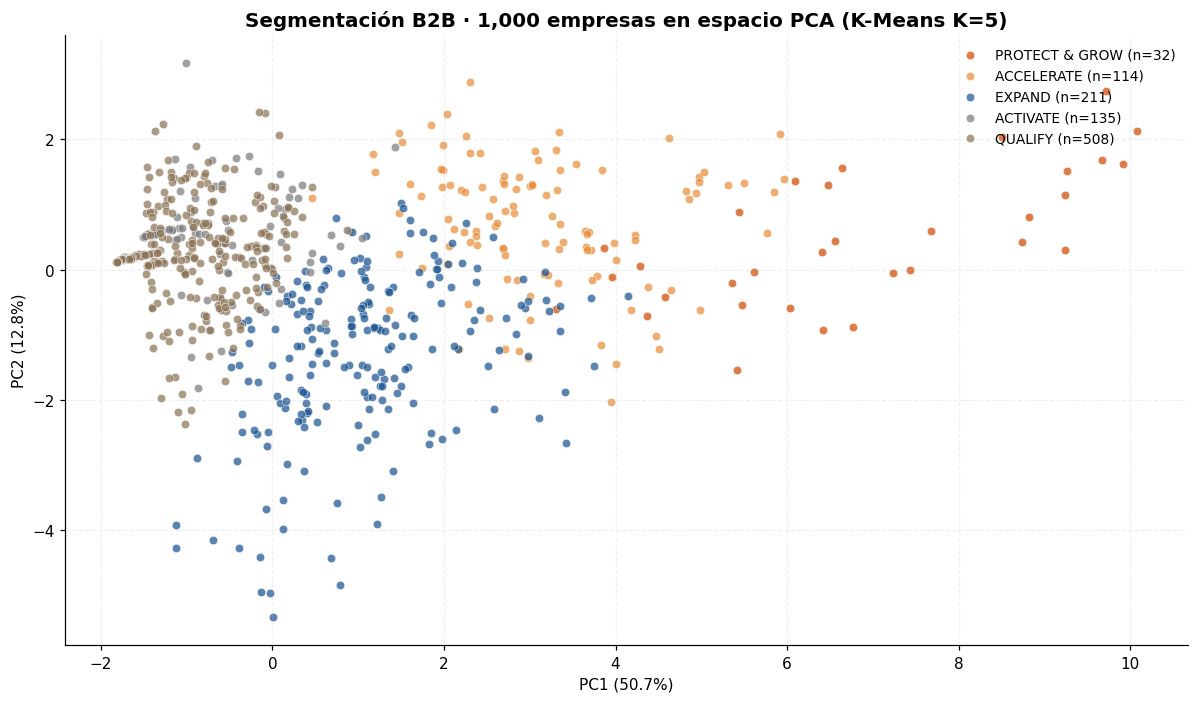 Segmentación B2B · 1,000 empresas en espacio PCA (K-Means K=5)
PROTECT & GROW (n=32)
ACCELERATE (n=114)
EXPAND (n=211)
ACTIVATE (n=135)
QUALIFY (n=508)
2
0
−2
−4
PC2 (12.8%)
−2 0 2 4 6 8 10
PC1 (50.7%)